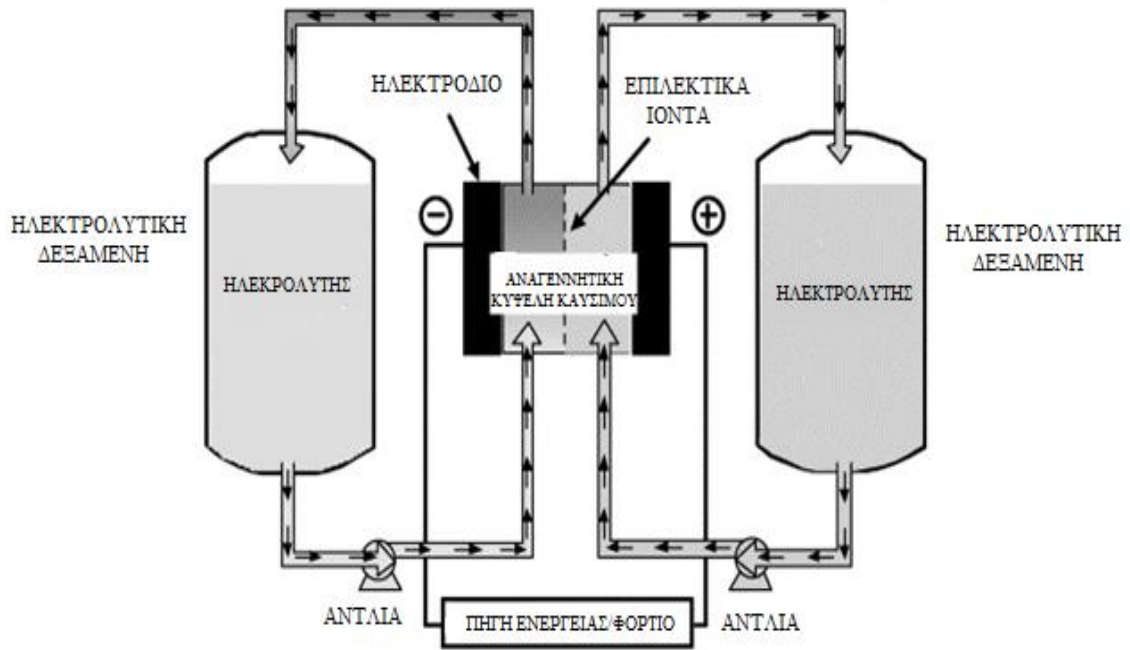 ΗΛΕΚΤΡΟΔΙΟ
ΕΠΙΛΕΚΤΙΚΑ
ΙΟΝΤΑ
ΗΛΕΚΤΡΟΛΥΤΙΚΗ
ΔΕΞΑΜΕΝΗ
ΗΛΕΚΡΟΛΥΤΗΣ
−
+
ΑΝΑΓΕΝΝΗΤΙΚΗ
ΚΥΨΕΛΗ ΚΑΥΣΙΜΟΥ
ΗΛΕΚΤΡΟΛΥΤΗΣ
ΗΛΕΚΤΡΟΛΥΤΙΚΗ
ΔΕΞΑΜΕΝΗ
ΑΝΤΛΙΑ
ΠΗΓΗ ΕΝΕΡΓΕΙΑΣ/ΦΟΡΤΙΟ
ΑΝΤΛΙΑ